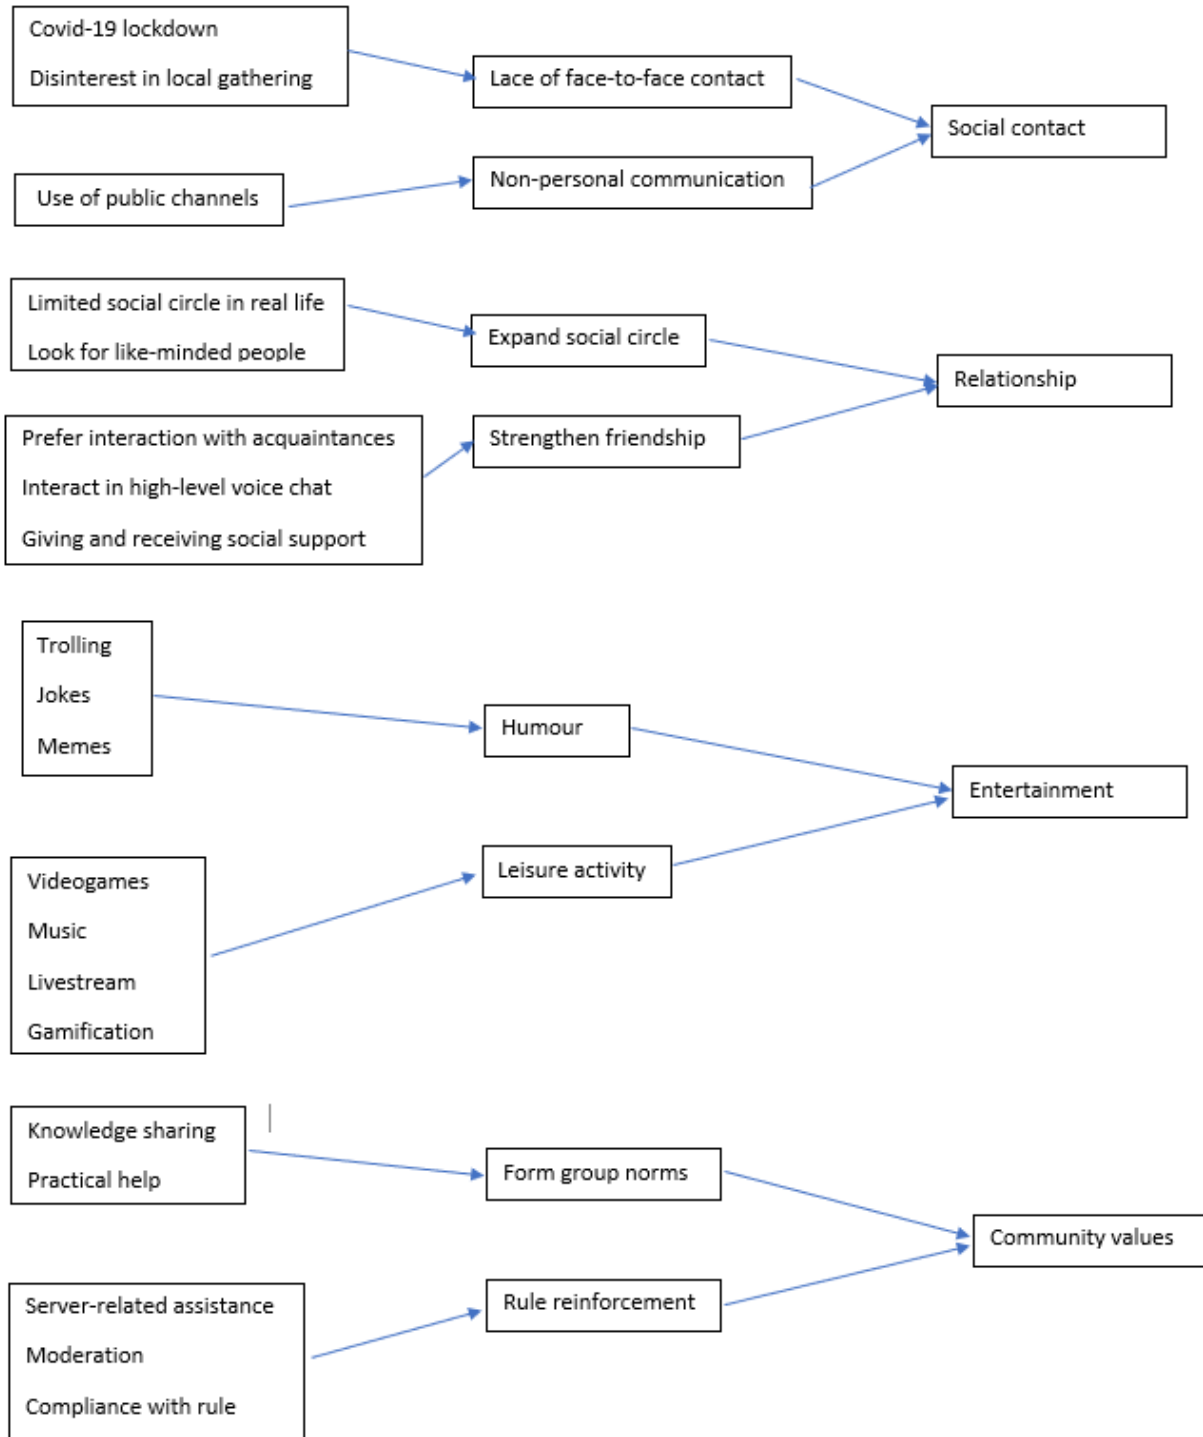 Covid-19 lockdown
Disinterest in local gathering
Lace of face-to-face contact
Social contact
Use of public channels
Non-personal communication
Limited social circle in real life
Look for like-minded people
Expand social circle
Relationship
Prefer interaction with acquaintances
Interact in high-level voice chat
Giving and receiving social support
Strengthen friendship
Trolling
Jokes
Memes
Humour
Entertainment
Videogames
Music
Livestream
Gamification
Leisure activity
Knowledge sharing
Practical help
Form group norms
Community values
Server-related assistance
Moderation
Compliance with rule
Rule reinforcement